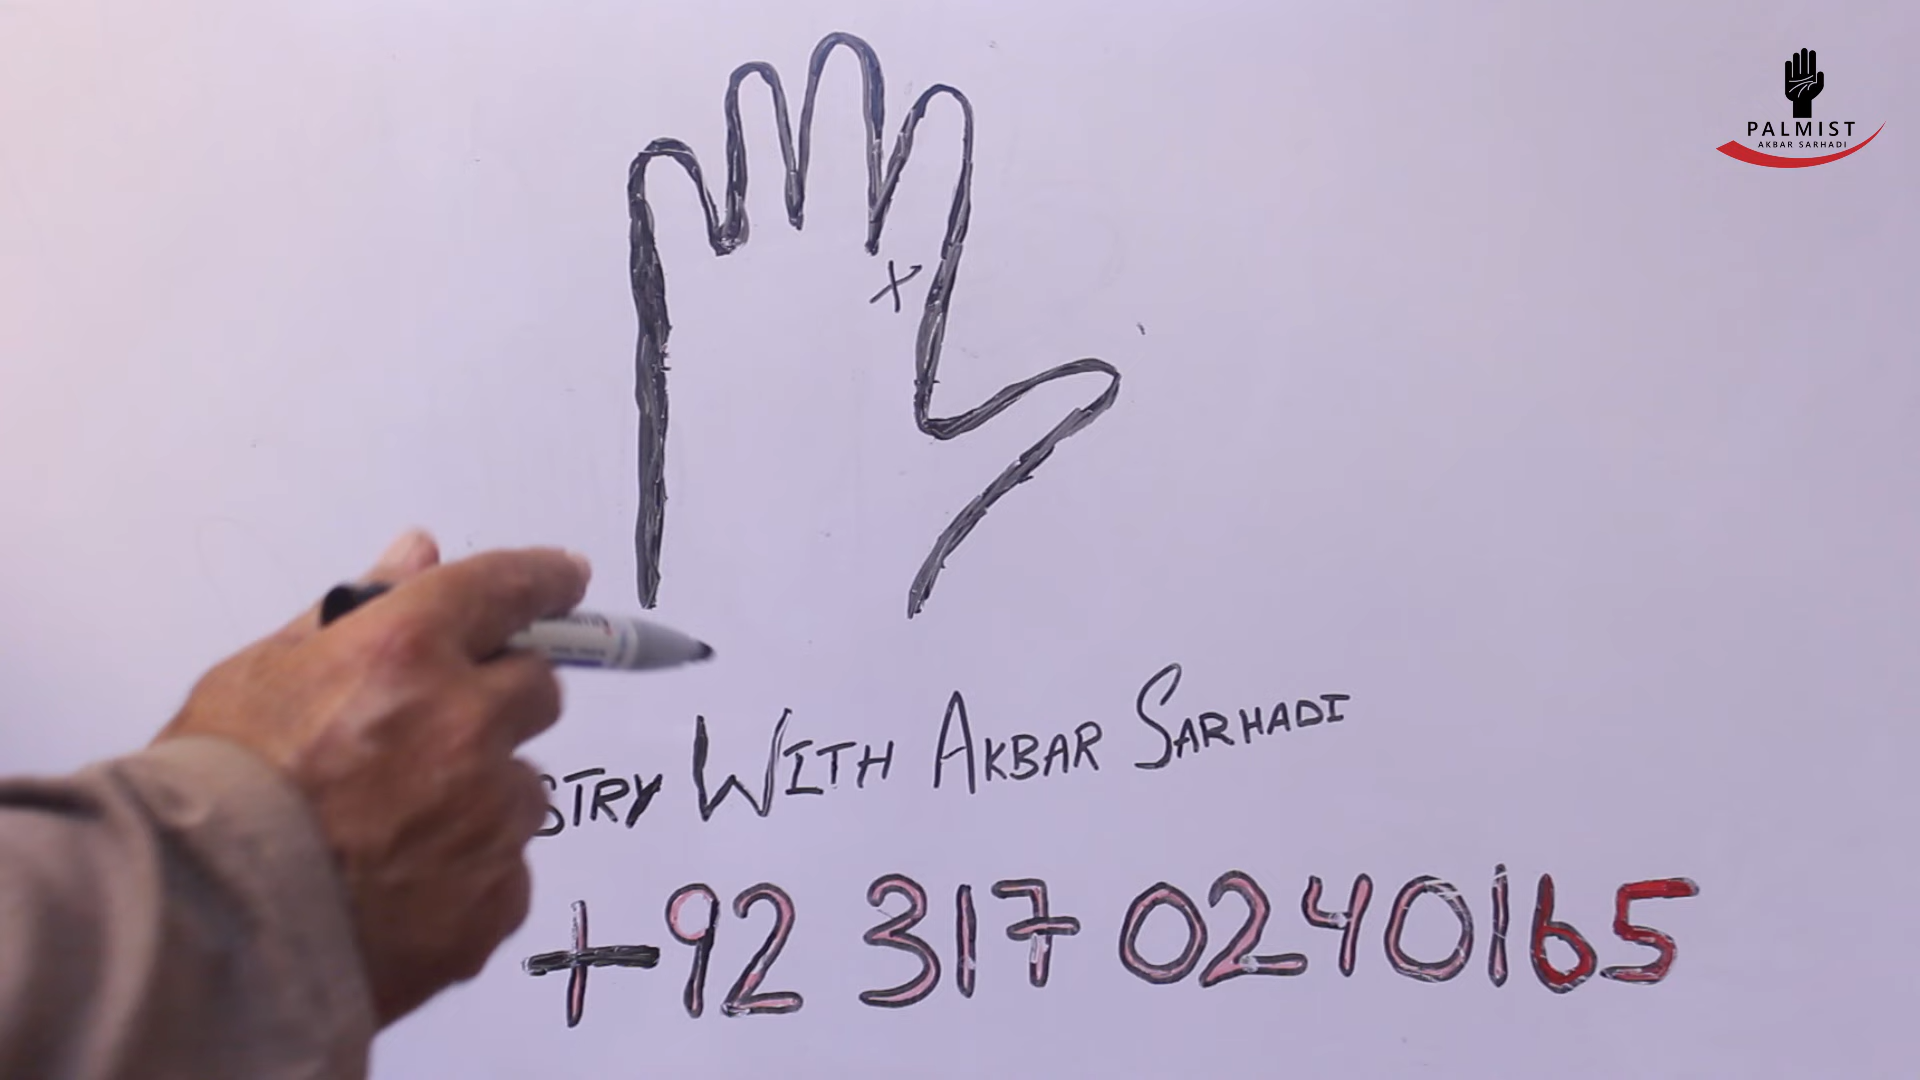 PALMIST
AKBAR SARHADI
X
STRY WITH AKBAR SARHADI
+92 317 0240165